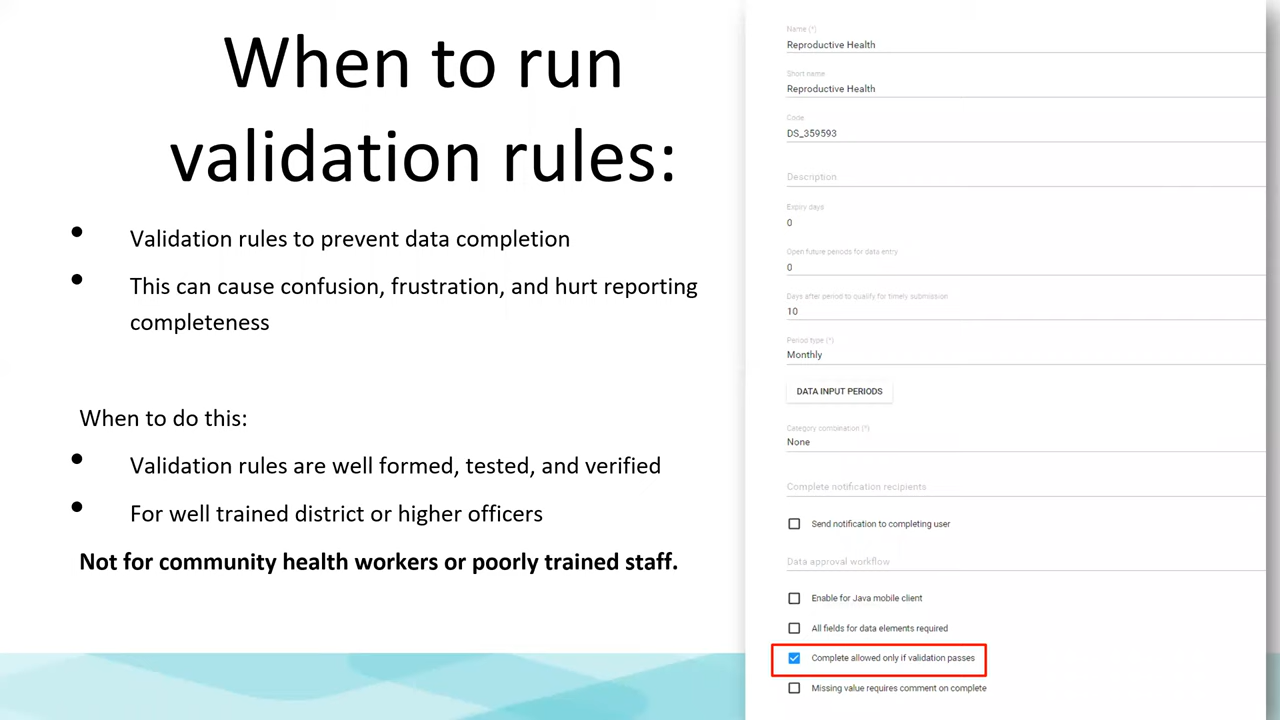 When to run
validation rules:
• Validation rules to prevent data completion
• This can cause confusion, frustration, and hurt reporting
completeness
When to do this:
• Validation rules are well formed, tested, and verified
• For well trained district or higher officers
Not for community health workers or poorly trained staff.
Name (*)
Reproductive Health
Short name
Reproductive Health
Code
DS_359593
Description
Expiry days
0
Open future periods for data entry
0
Days after period to qualify for timely submission
10
Period type (*)
Monthly
DATA INPUT PERIODS
Category combination (*)
None
Complete notification recipients
Send notification to completing user
Data approval workflow
Enable for Java mobile client
All fields for data elements required
Complete allowed only if validation passes
Missing value requires comment on complete